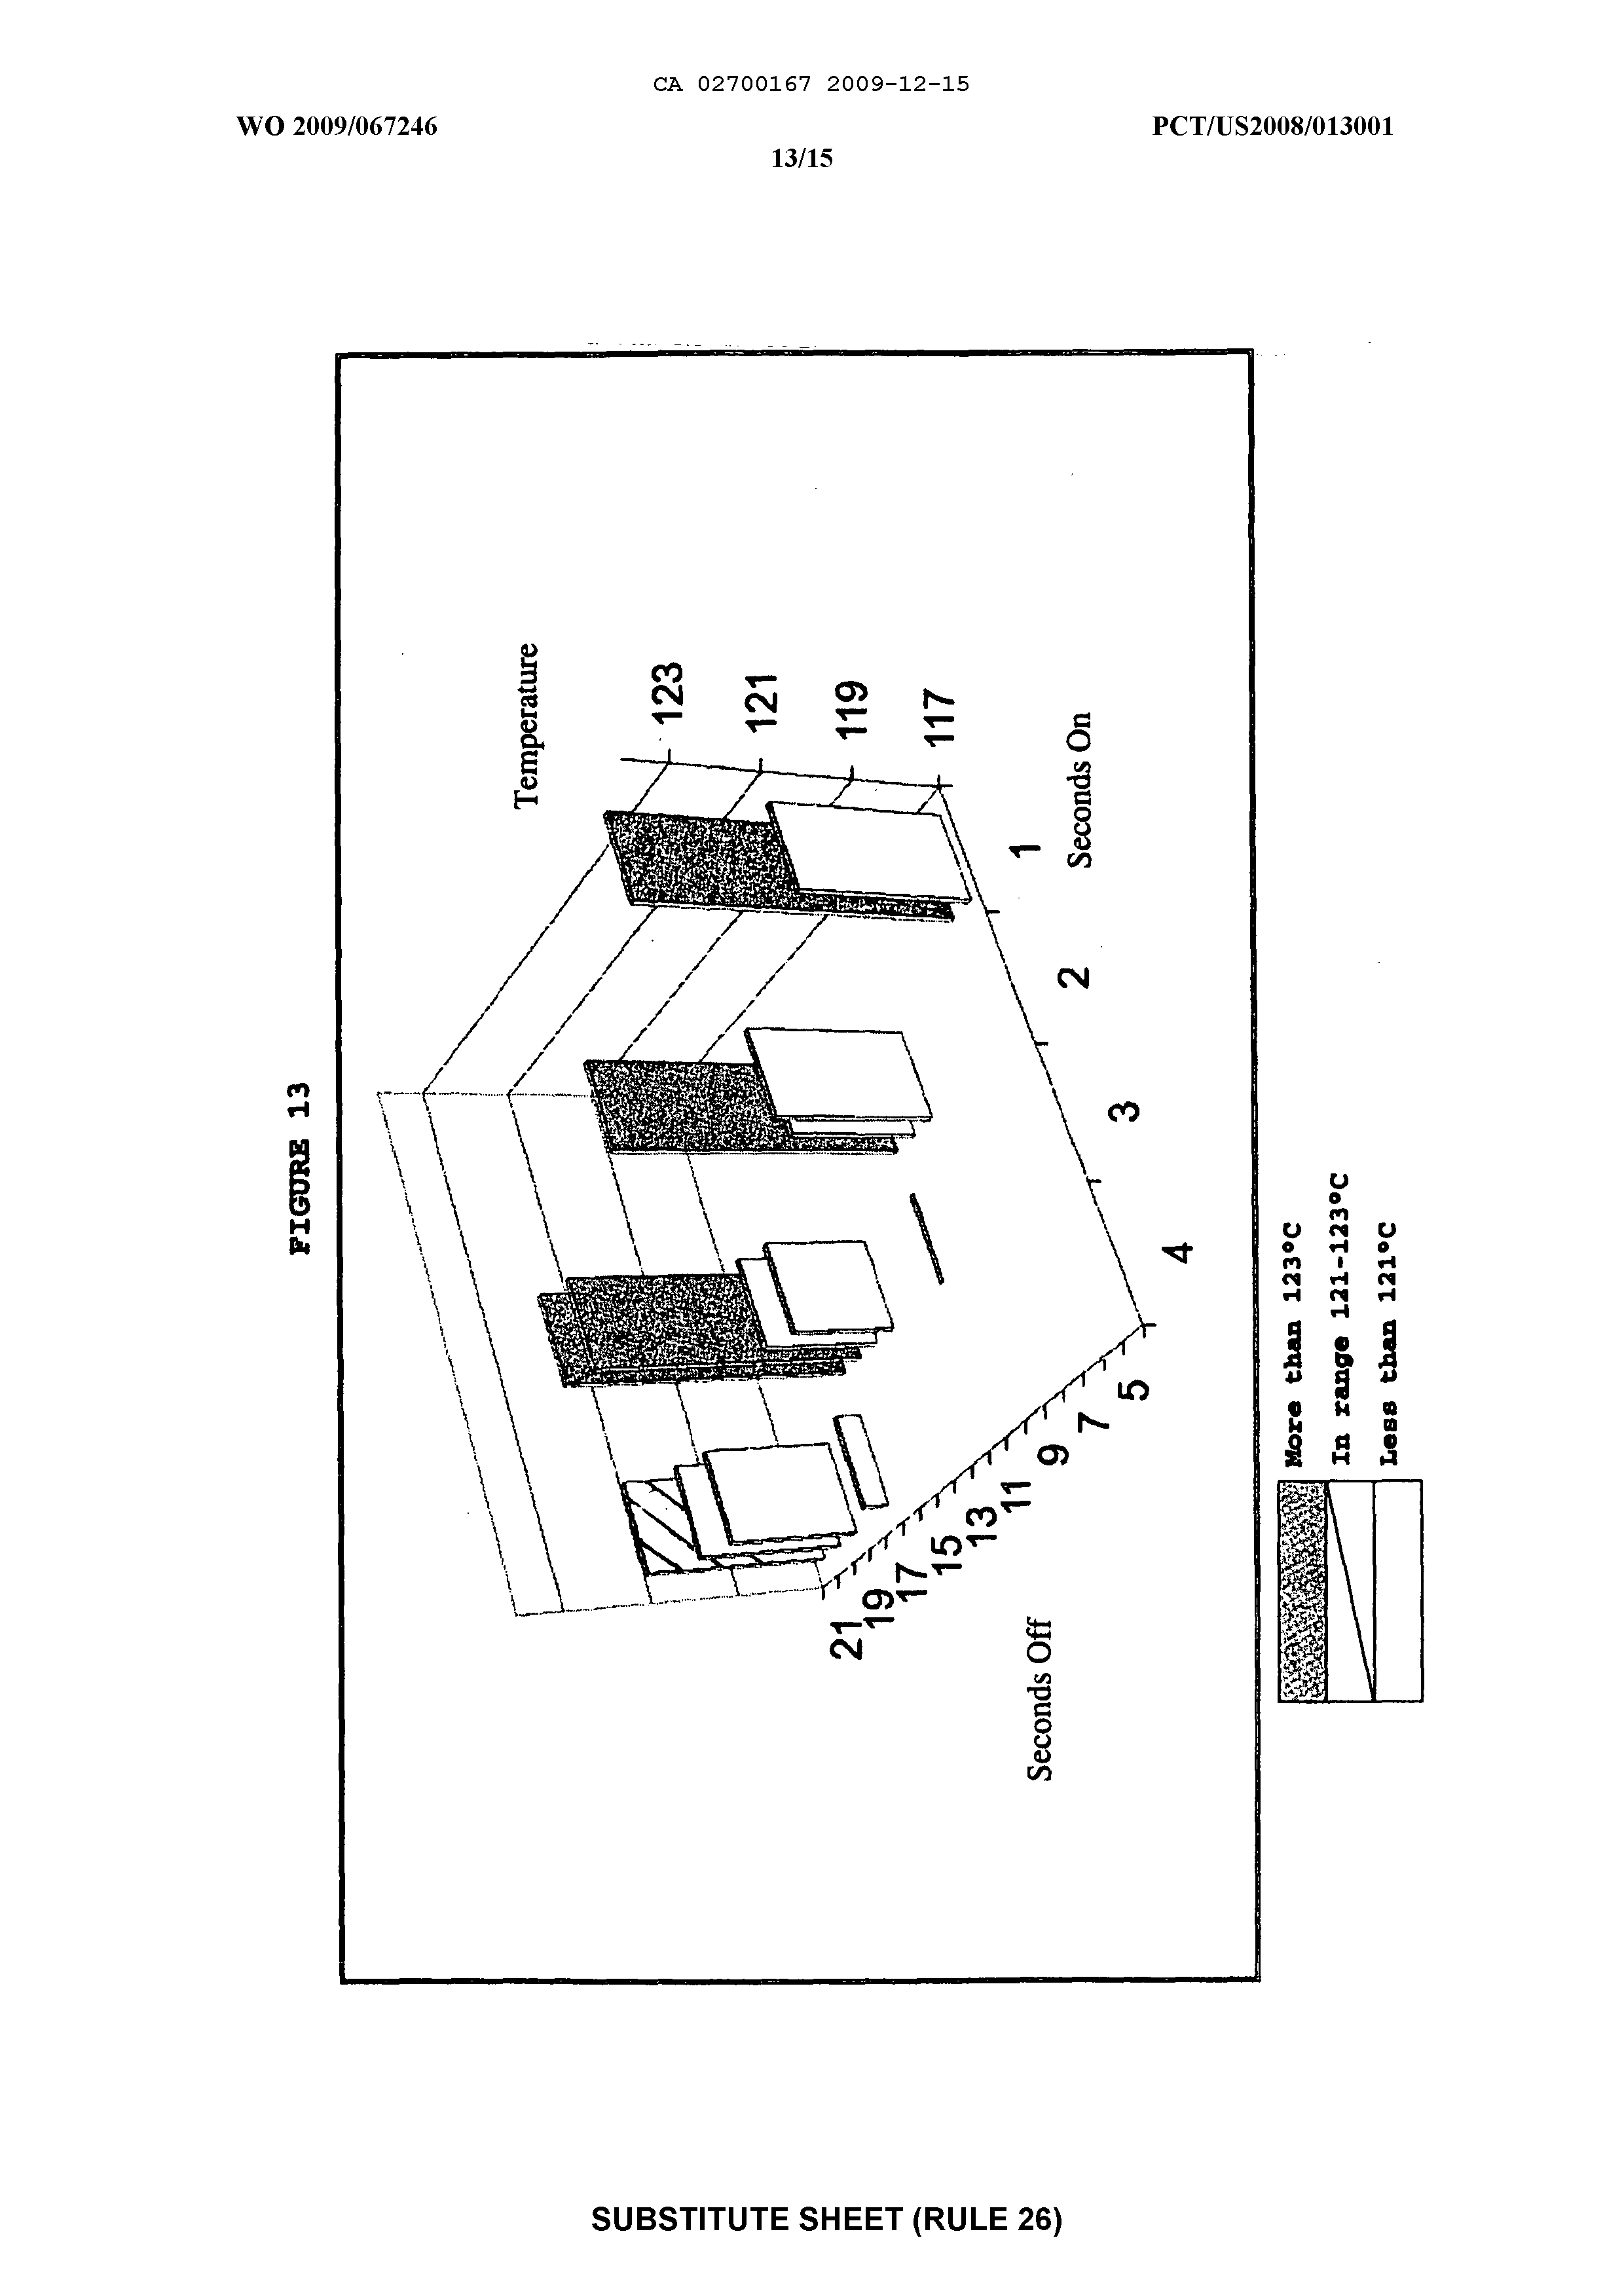 CA 02700167 2009-12-15
WO 2009/067246
PCT/US2008/013001
13/15
FIGURE 13
Temperature
123
121
119
117
Seconds On
1
2
3
4
5
7
9
11
13
15
17
19
21
Seconds Off
More than 123°C
In range 121-123°C
Less than 121°C
SUBSTITUTE SHEET (RULE 26)